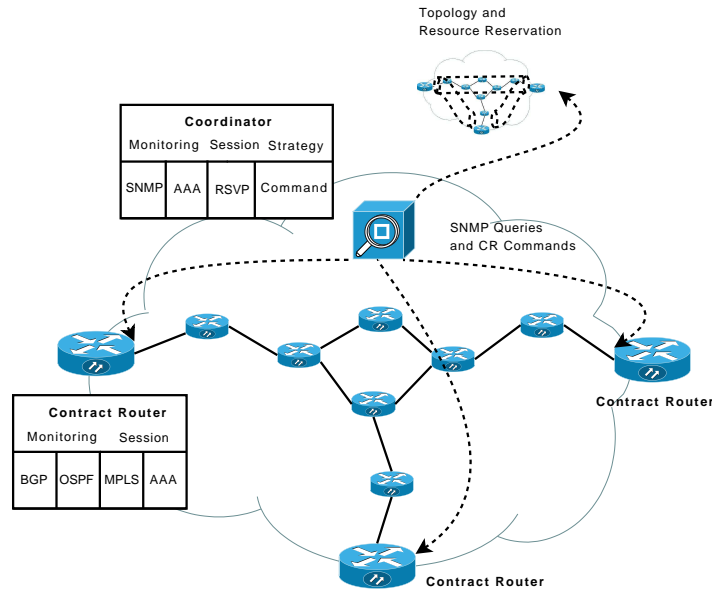 Topology and
Resource Reservation
Coordinator
Monitoring Session Strategy
SNMP AAA RSVP Command
SNMP Queries
and CR Commands
Contract Router
Contract Router
Monitoring Session
BGP OSPF MPLS AAA
Contract Router